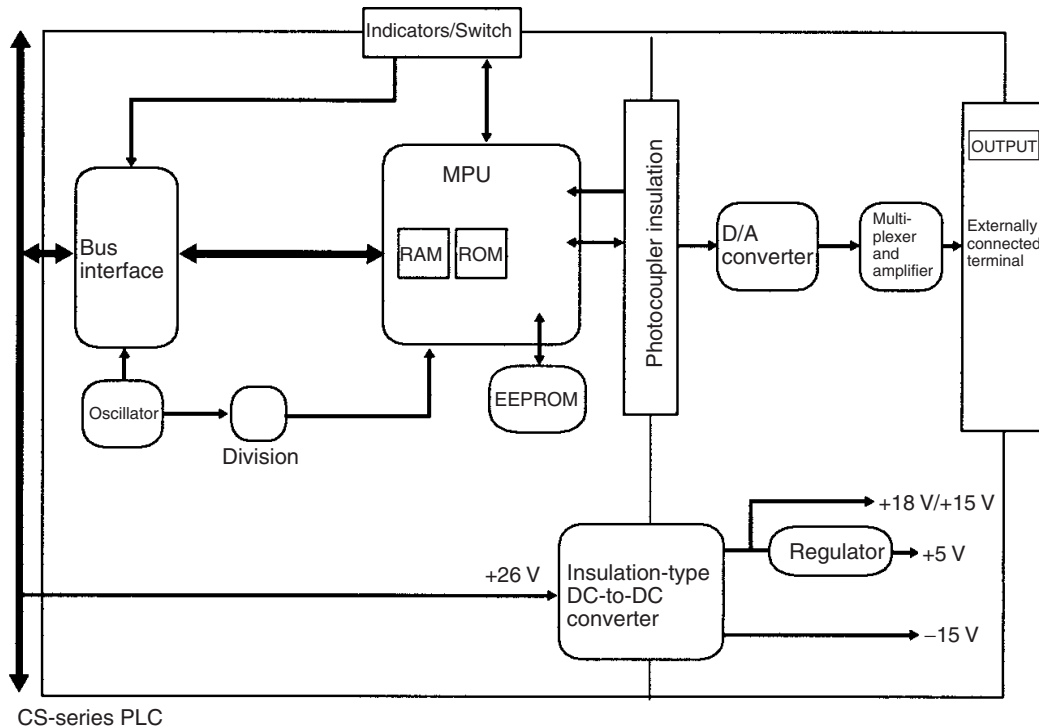 Indicators/Switch
MPU
RAM
ROM
Bus
interface
Photocoupler insulation
D/A
converter
Multi-
plexer
and
amplifier
OUTPUT
Externally
connected
terminal
EEPROM
Oscillator
Division
+18 V/+15 V
Regulator
+5 V
+26 V
Insulation-type
DC-to-DC
converter
−15 V
CS-series PLC